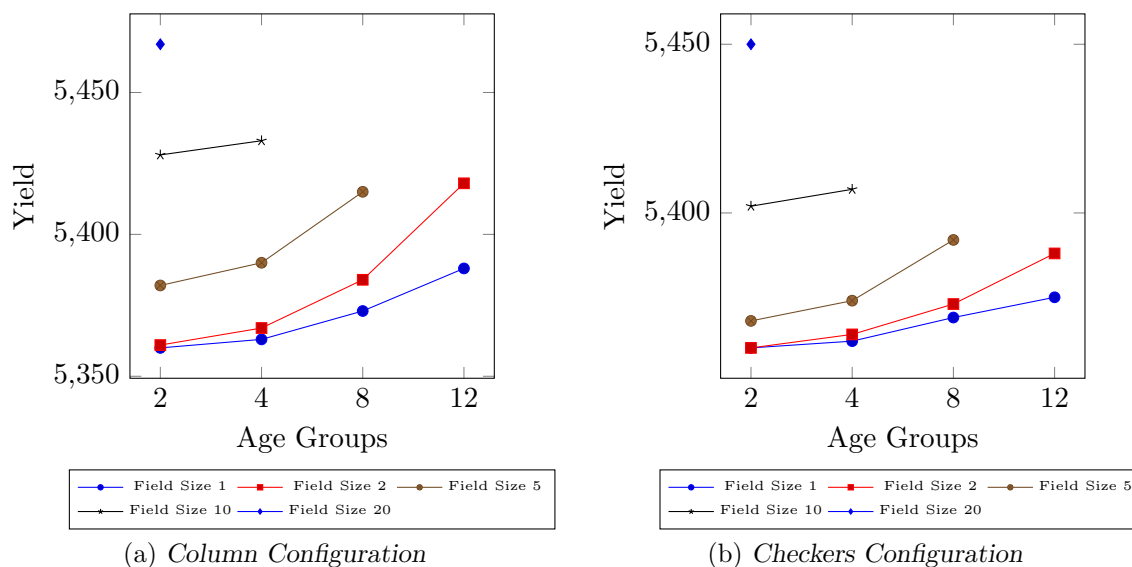 5,450
5,400
5,350
Yield
2 4 8 12
Age Groups
Field Size 1 Field Size 2 Field Size 5
Field Size 10 Field Size 20
(a) Column Configuration
5,450
5,400
Yield
2 4 8 12
Age Groups
Field Size 1 Field Size 2 Field Size 5
Field Size 10 Field Size 20
(b) Checkers Configuration